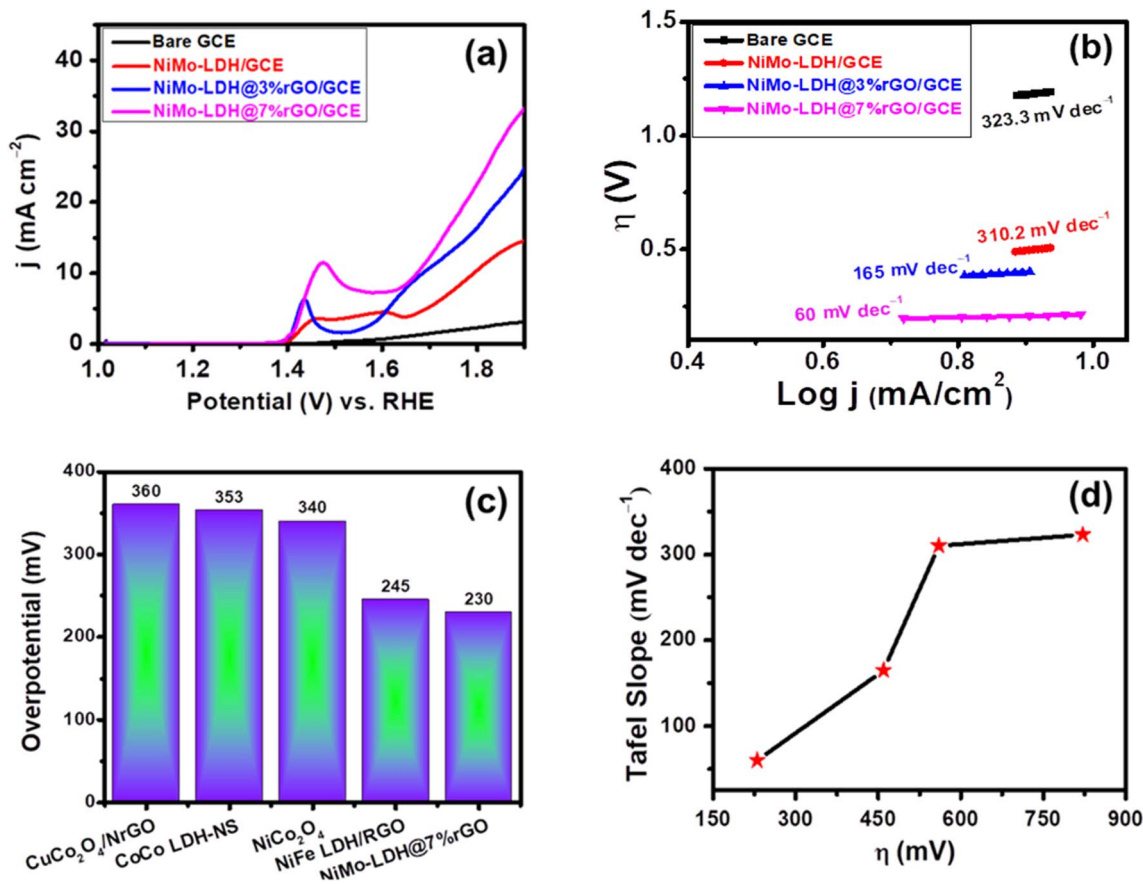 (a)
Bare GCE
NiMo-LDH/GCE
NiMo-LDH@3%rGO/GCE
NiMo-LDH@7%rGO/GCE
j (mA cm⁻²)
40
30
20
10
0
1.0
1.2
1.4
1.6
1.8
Potential (V) vs. RHE
(b)
Bare GCE
NiMo-LDH/GCE
NiMo-LDH@3%rGO/GCE
NiMo-LDH@7%rGO/GCE
323.3 mV dec⁻¹
310.2 mV dec⁻¹
165 mV dec⁻¹
60 mV dec⁻¹
η (V)
1.5
1.0
0.5
0.4
0.6
0.8
1.0
Log j (mA/cm²)
(c)
Overpotential (mV)
400
300
200
100
0
360
353
340
245
230
CuCo₂O₄/NrGO
CoCo LDH-NS
NiCo₂O₄
NiFe LDH/RGO
NiMo-LDH@7%rGO
(d)
Tafel Slope (mV dec⁻¹)
400
300
200
100
150
300
450
600
750
900
η (mV)